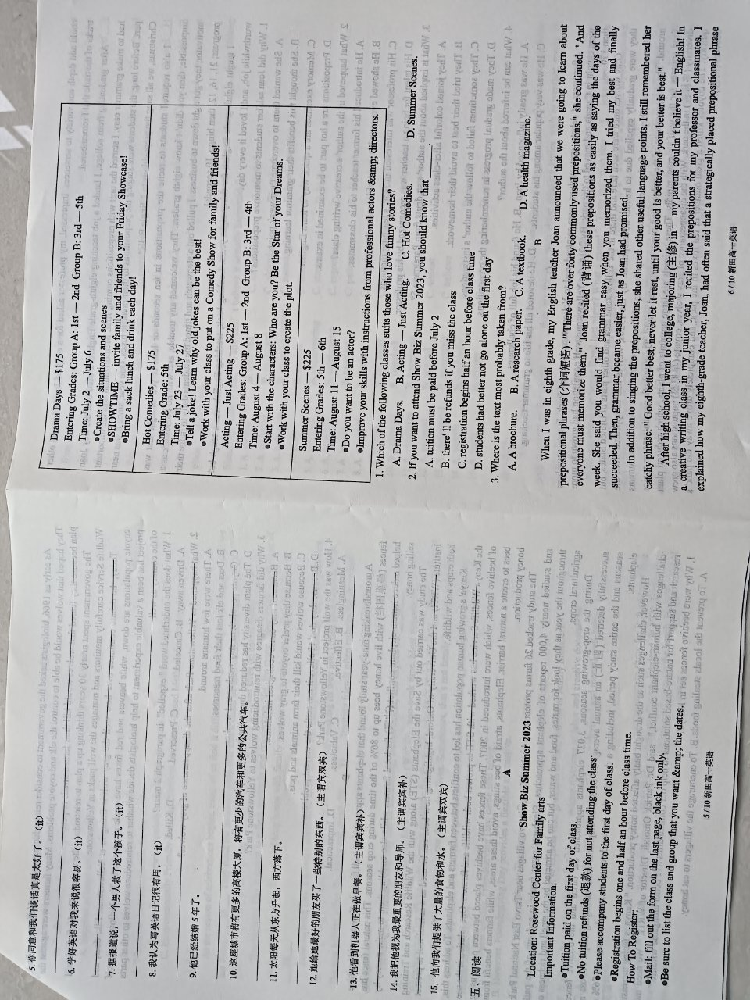 5. 你同意和我们谈话真是太好了。（it）
6. 学好英语对我来说很容易。（it）
7. 据报道说，一个男人救了这个孩子。（it）
8. 我认为写英语日记很有用。（it）
9. 他已经结婚 5 年了。
10. 这座城市将有更多的高楼大厦，将有更少的汽车和更多的公共汽车。
11. 太阳每天从东方升起，西方落下。
12. 她给她最好的朋友买了一些特别的东西。（主谓宾双宾）
13. 他看到机器人正在做早餐。（主谓宾宾补）
14. 我把他视为我最重要的朋友和导师。（主谓宾宾补）
15. 他向我们提供了大量的食物和水。（主谓宾双宾）
五、阅读
A
Show Biz Summer 2023
Location: Rosewood Center for Family arts
Important Information:
●Tuition paid on the first day of class.
●No tuition refunds (退款) for not attending the class
●Please accompany students to the first day of class.
●Registration begins one and half an hour before class time.
How To Register:
●Mail: fill out the form on the last page, black ink only,
●Be sure to list the class and group that you want &amp; the dates.
5 / 10 新田高一英语
Drama Days — $175
Entering Grades: Group A: 1st — 2nd Group B: 3rd — 5th
Time: July 2 — July 6
●Create the situations and scenes
●SHOWTIME — invite family and friends to your Friday Showcase!
●Bring a sack lunch and drink each day!
Hot Comedies — $175
Entering Grade: 5th
Time: July 23 — July 27
●Tell a joke! Learn why old jokes can be the best!
●Work with your class to put on a Comedy Show for family and friends!
Acting —Just Acting — $225
Entering Grades: Group A: 1st — 2nd Group B: 3rd — 4th
Time: August 4 — August 8
●Start with the characters: Who are you? Be the Star of your Dreams.
●Work with your class to create the plot.
Summer Scenes — $225
Entering Grades: 5th — 6th
Time: August 11 — August 15
●Do you want to be an actor?
●Improve your skills with instructions from professional actors &amp; directors.
1. Which of the following classes suits those who love funny stories?
A. Drama Days. B. Acting — Just Acting. C. Hot Comedies. D. Summer Scenes.
2. If you want to attend Show Biz Summer 2023, you should know that ____.
A. tuition must be paid before July 2
B. there' ll be refunds if you miss the class
C. registration begins half an hour before class time
D. students had better not go alone on the first day
3. Where is the text most probably taken from?
A. A brochure. B. A research paper. C. A textbook. D. A health magazine.
B
When I was in eighth grade, my English teacher Joan announced that we were going to learn about
prepositional phrases (介词短语) . "There are over forty commonly used prepositions," she continued. " And
everyone must memorize them." Joan recited (背诵) these prepositions as easily as saying the days of the
week. She said you would find grammar easy when you memorized them. I tried my best and finally
succeeded. Then, grammar became easier, just as Joan had promised.
In addition to singing the prepositions, she shared other useful language points. I still remembered her
catchy phrase: " Good better best, never let it rest, until your good is better, and your better is best."
After high school, I went to college, majoring (主修) in — my parents couldn't believe it — English! In
a creative writing class in my junior year, I recited the prepositions for my professor and classmates. I
explained how my eighth-grade teacher, Joan, had often said that a strategically placed prepositional phrase
6 / 10 新田高一英语